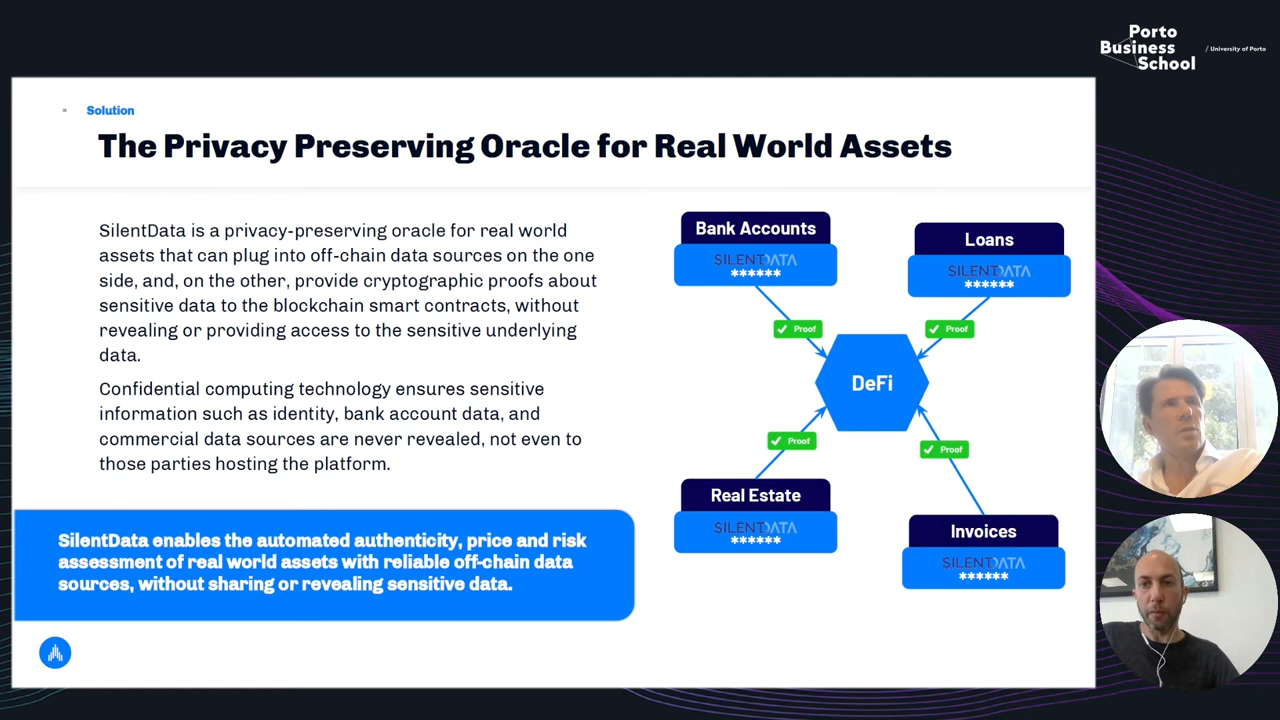 Porto
Business
School
/ University of Porto
Solution
The Privacy Preserving Oracle for Real World Assets
SilentData is a privacy-preserving oracle for real world
assets that can plug into off-chain data sources on the one
side, and, on the other, provide cryptographic proofs about
sensitive data to the blockchain smart contracts, without
revealing or providing access to the sensitive underlying
data.
Confidential computing technology ensures sensitive
information such as identity, bank account data, and
commercial data sources are never revealed, not even to
those parties hosting the platform.
SilentData enables the automated authenticity, price and risk
assessment of real world assets with reliable off-chain data
sources, without sharing or revealing sensitive data.
Bank Accounts
SILENTDATA
******
Loans
SILENTDATA
******
Proof
Proof
DeFi
Proof
Proof
Real Estate
SILENTDATA
******
Invoices
SILENTDATA
******